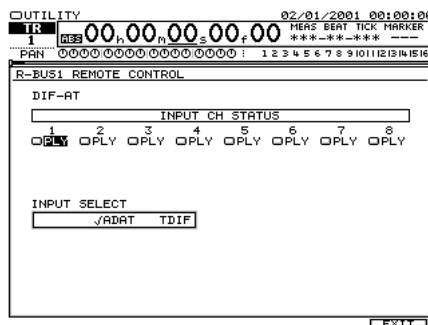 UTILITY 02/01/2001 00:00:00
TR ABS 00h00m00s00f00 MEAS BEAT TICK MARKER
1 ***-**-*** ---
PAN 1 2 3 4 5 6 7 8 9 10 11 12 13 14 15 16
R-BUS1 REMOTE CONTROL
DIF-AT
INPUT CH STATUS
1 2 3 4 5 6 7 8
PLY PLY PLY PLY PLY PLY PLY PLY
INPUT SELECT
√ADAT TDIF
EXIT